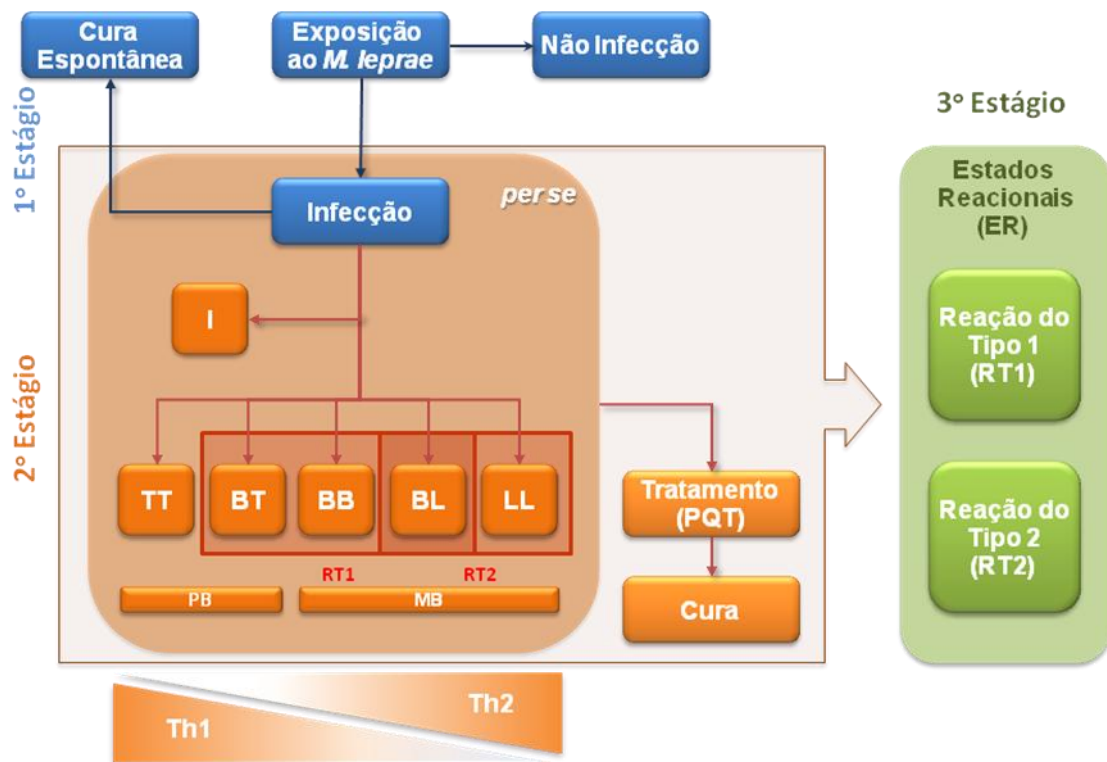 Cura
Espontânea
Exposição
ao M. leprae
Não Infecção
1º Estágio
3º Estágio
Estados
Reacionais
(ER)
per se
Infecção
I
Reação do
Tipo 1
(RT1)
2º Estágio
TT
BT
BB
BL
LL
Tratamento
(PQT)
Reação do
Tipo 2
(RT2)
RT1
RT2
PB
MB
Cura
Th1
Th2